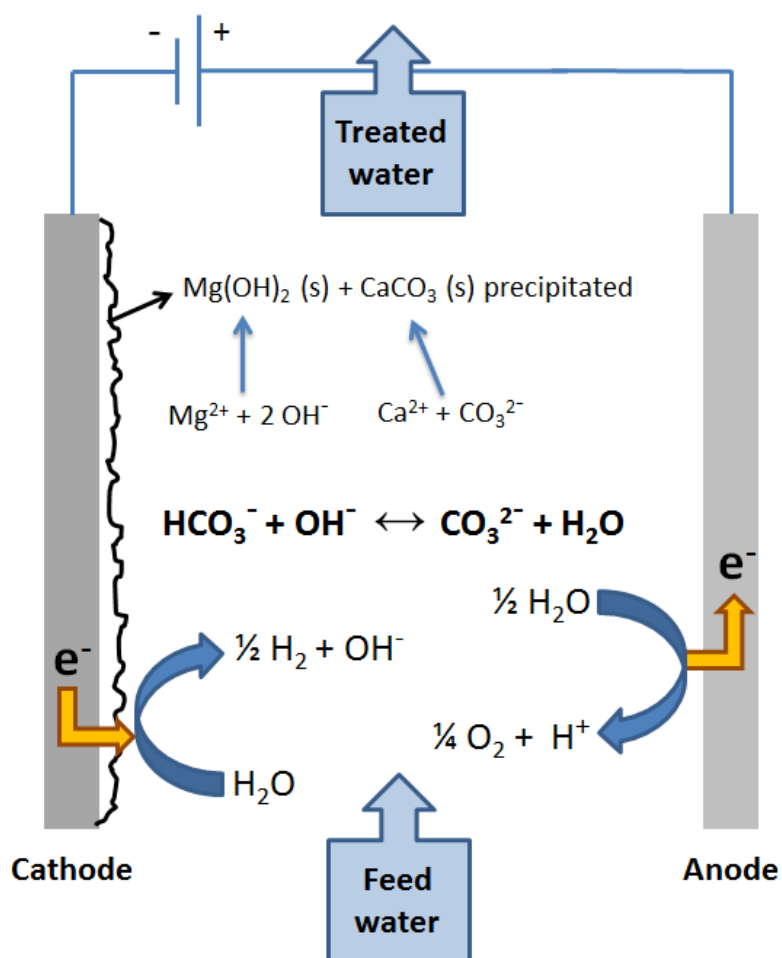 - +
Treated
water
Mg(OH)₂ (s) + CaCO₃ (s) precipitated
Mg²⁺ + 2 OH⁻ Ca²⁺ + CO₃²⁻
HCO₃⁻ + OH⁻ ↔ CO₃²⁻ + H₂O
e⁻
½ H₂O
e⁻
½ H₂ + OH⁻
¼ O₂ + H⁺
H₂O
Cathode
Feed
water
Anode